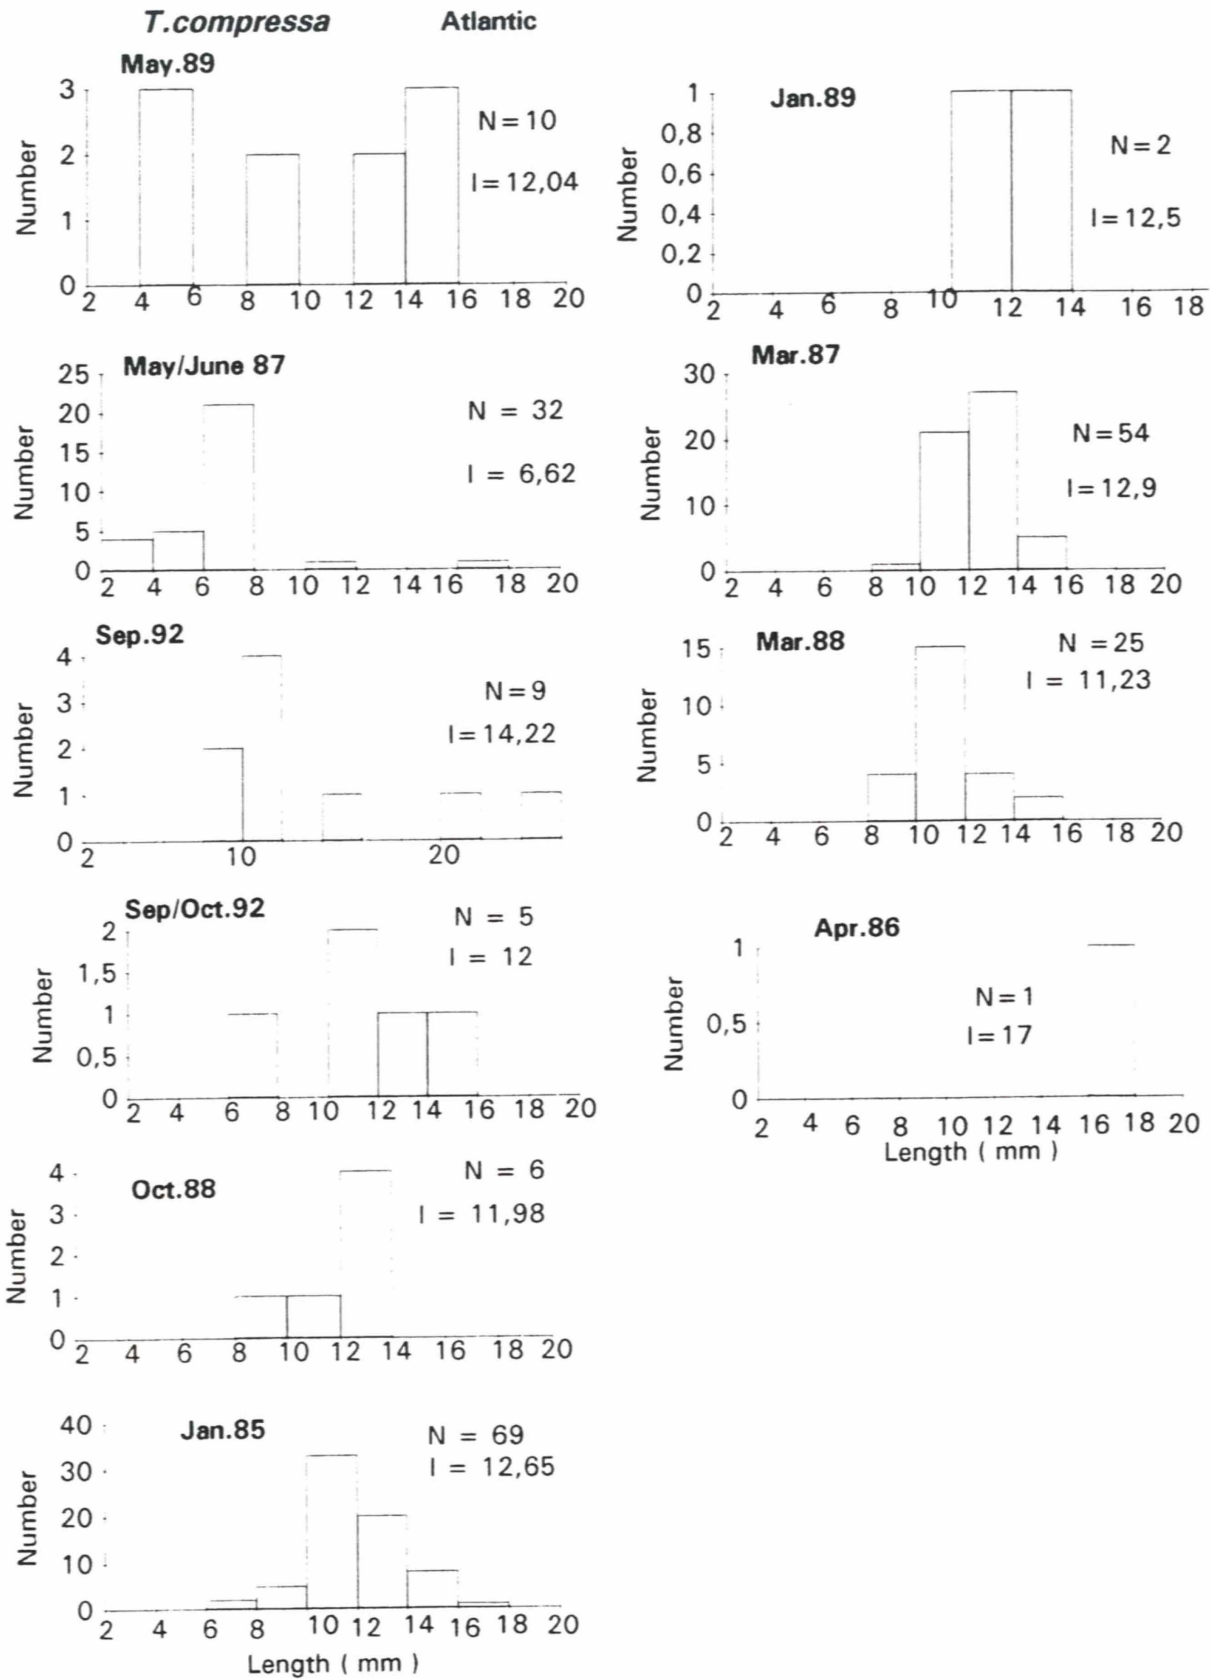 T.compressa Atlantic
May.89
N=10
I=12,04
Number
3
2
1
0
2 4 6 8 10 12 14 16 18 20
Jan.89
N=2
I=12,5
Number
1
0,8
0,6
0,4
0,2
0
2 4 6 8 10 12 14 16 18
May/June 87
N = 32
I = 6,62
Number
25
20
15
10
5
0
2 4 6 8 10 12 14 16 18 20
Mar.87
N=54
I=12,9
Number
30
20
10
0
2 4 6 8 10 12 14 16 18 20
Sep.92
N=9
I=14,22
Number
4
3
2
1
0
2 10 20
Mar.88
N =25
I = 11,23
Number
15
10
5
0
2 4 6 8 10 12 14 16 18 20
Sep/Oct.92
N = 5
I = 12
Number
2
1,5
1
0,5
0
2 4 6 8 10 12 14 16 18 20
Apr.86
N=1
I=17
Number
1
0,5
0
2 4 6 8 10 12 14 16 18 20
Length ( mm )
Oct.88
N = 6
I = 11,98
Number
4
3
2
1
0
2 4 6 8 10 12 14 16 18 20
Jan.85
N = 69
I = 12,65
Number
40
30
20
10
0
2 4 6 8 10 12 14 16 18 20
Length ( mm )